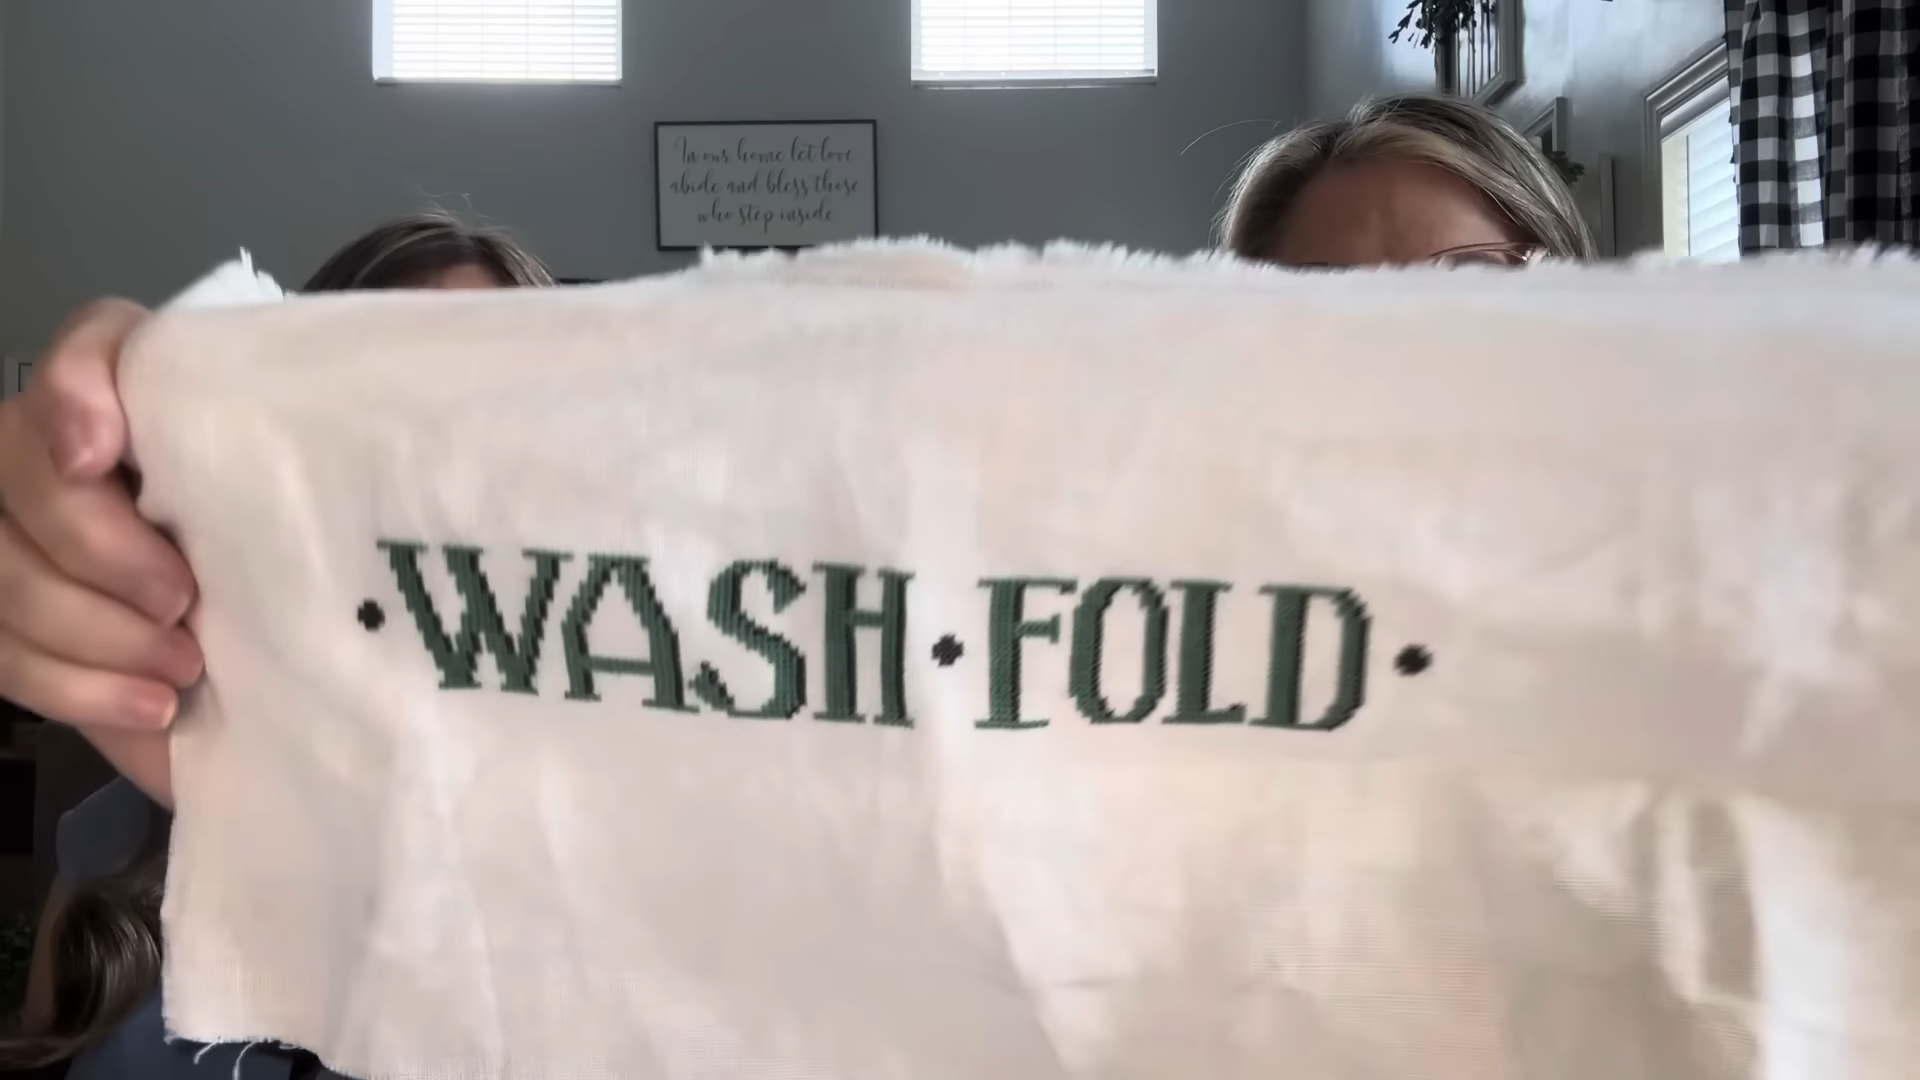 In our home let love
abide and bless those
who step inside
•WASH•FOLD•